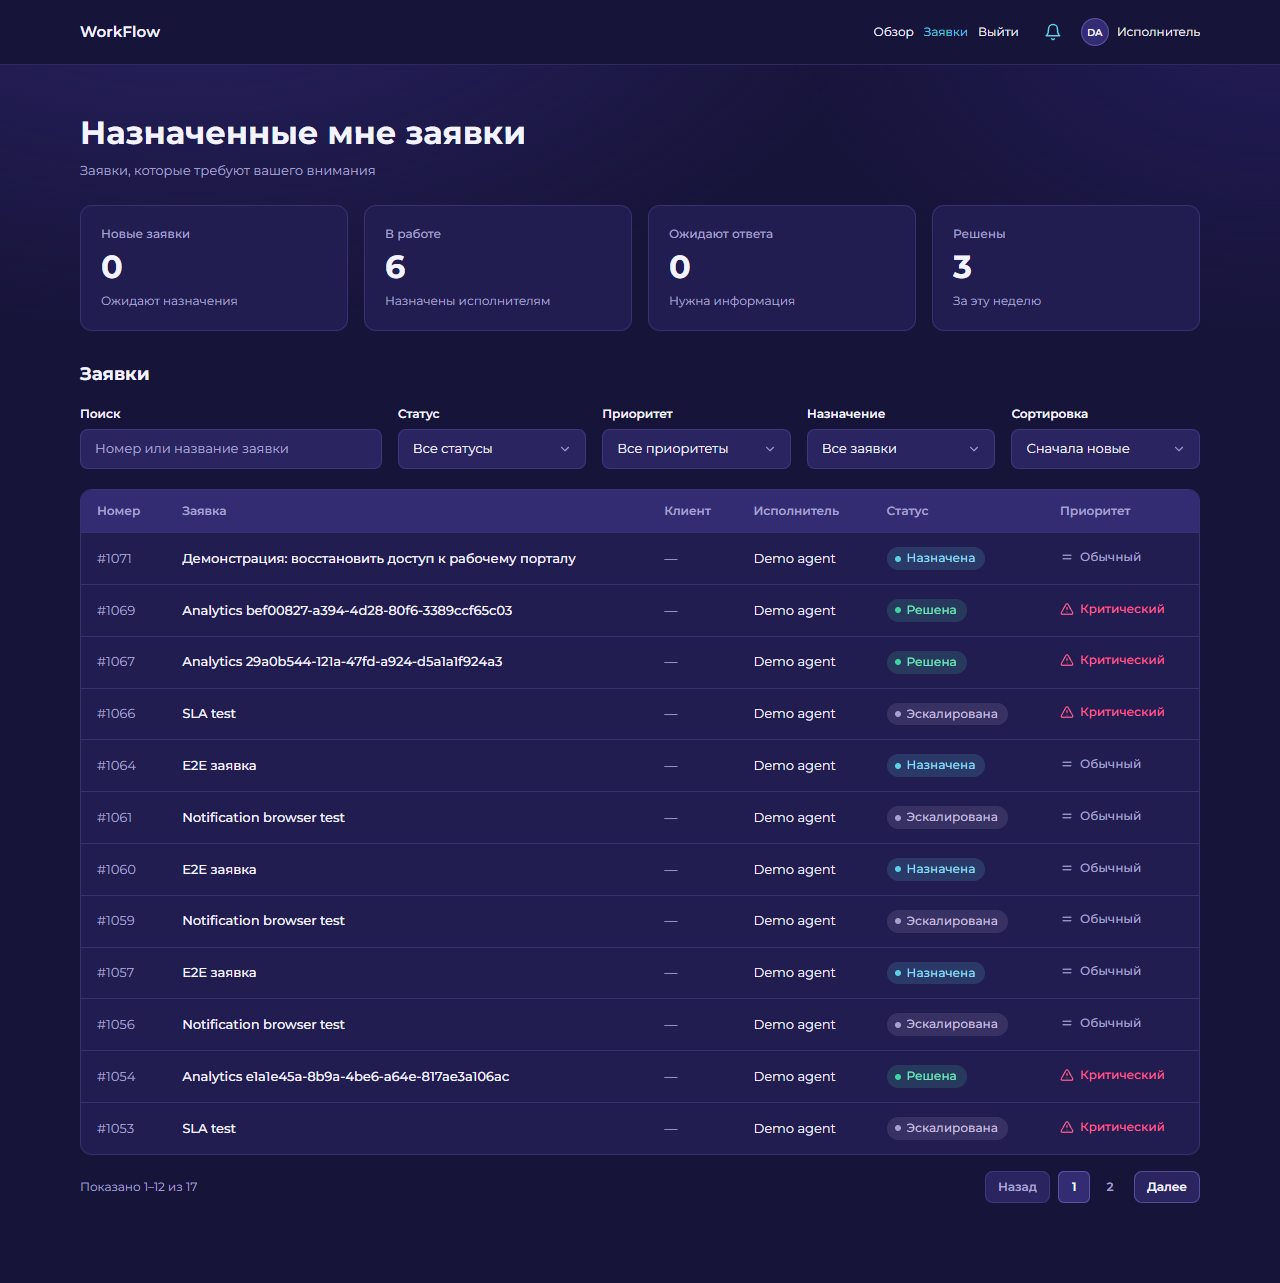 WorkFlow
Обзор Заявки Выйти DA Исполнитель
Назначенные мне заявки
Заявки, которые требуют вашего внимания
Новые заявки
0
Ожидают назначения
В работе
6
Назначены исполнителям
Ожидают ответа
0
Нужна информация
Решены
3
За эту неделю
Заявки
Поиск Статус Приоритет Назначение Сортировка
Номер или название заявки Все статусы Все приоритеты Все заявки Сначала новые
Номер Заявка Клиент Исполнитель Статус Приоритет
#1071 Демонстрация: восстановить доступ к рабочему порталу — Demo agent Назначена Обычный
#1069 Analytics bef00827-a394-4d28-80f6-3389ccf65c03 — Demo agent Решена Критический
#1067 Analytics 29a0b544-121a-47fd-a924-d5a1a1f924a3 — Demo agent Решена Критический
#1066 SLA test — Demo agent Эскалирована Критический
#1064 E2E заявка — Demo agent Назначена Обычный
#1061 Notification browser test — Demo agent Эскалирована Обычный
#1060 E2E заявка — Demo agent Назначена Обычный
#1059 Notification browser test — Demo agent Эскалирована Обычный
#1057 E2E заявка — Demo agent Назначена Обычный
#1056 Notification browser test — Demo agent Эскалирована Обычный
#1054 Analytics e1a1e45a-8b9a-4be6-a64e-817ae3a106ac — Demo agent Решена Критический
#1053 SLA test — Demo agent Эскалирована Критический
Показано 1–12 из 17 Назад 1 2 Далее